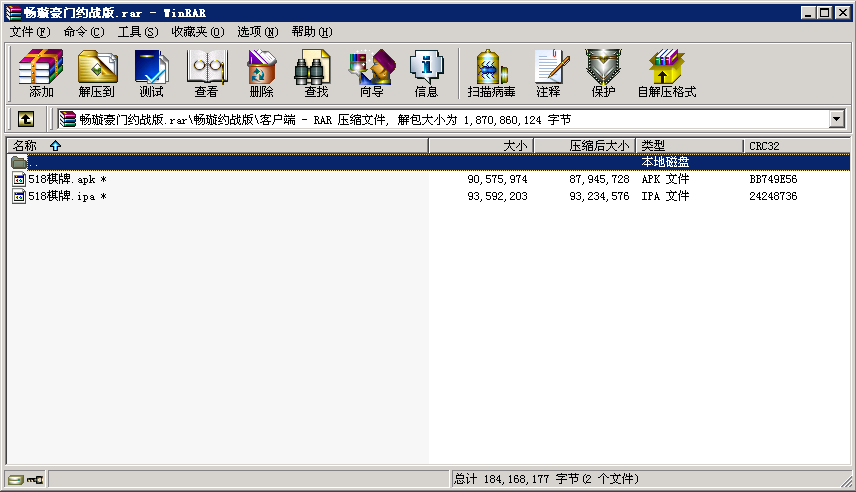 畅璇豪门约战版.rar - WinRAR
文件(F) 命令(C) 工具(S) 收藏夹(O) 选项(N) 帮助(H)
添加 解压到 测试 查看 删除 查找 向导 信息 扫描病毒 注释 保护 自解压格式
畅璇豪门约战版.rar\畅璇约战版\客户端 - RAR 压缩文件, 解包大小为 1,870,860,124 字节
名称 大小 压缩后大小 类型 CRC32
.. 本地磁盘
518棋牌.apk * 90,575,974 87,945,728 APK 文件 BB749E56
518棋牌.ipa * 93,592,203 93,234,576 IPA 文件 24248736
总计 184,168,177 字节(2 个文件)